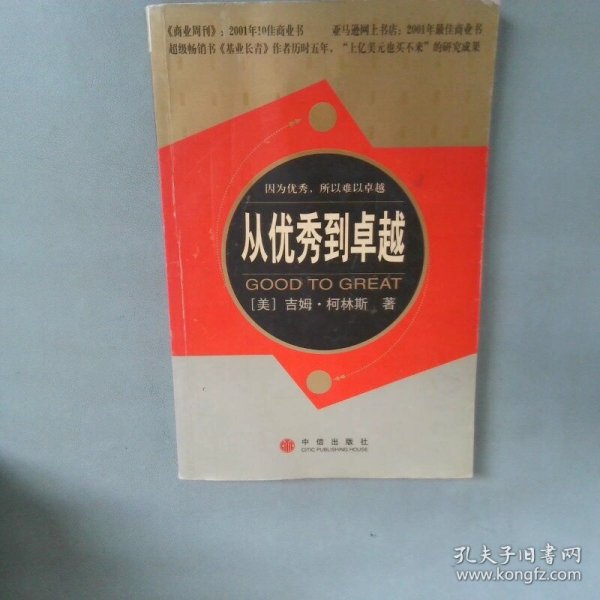 《商业周刊》：2001年10佳商业书 亚马逊网上书店：2001年最佳商业书
超级畅销书《基业长青》作者历时五年，“上亿美元也买不来”的研究成果
因为优秀，所以难以卓越
从优秀到卓越
GOOD TO GREAT
［美］吉姆·柯林斯 著
中信出版社
CITIC PUBLISHING HOUSE
孔夫子旧书网
www.kongfz.com